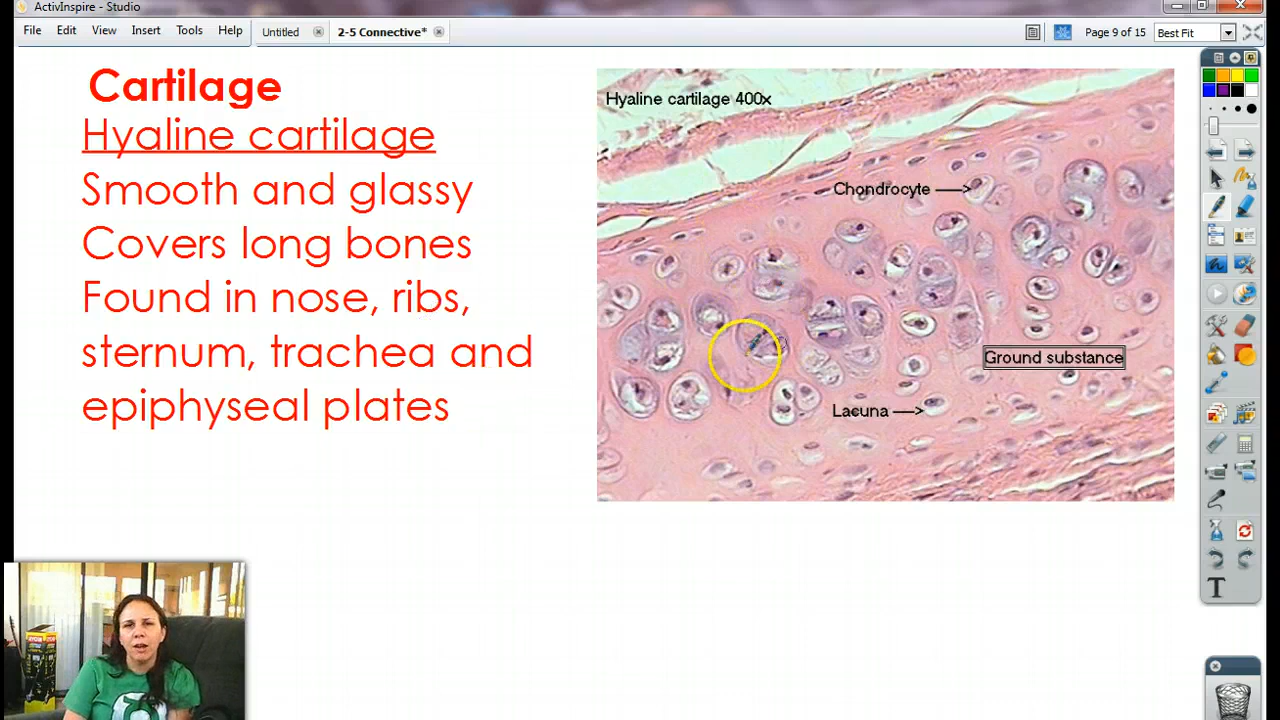 ActivInspire - Studio
File Edit View Insert Tools Help
Untitled 2-5 Connective*
Page 9 of 15 Best Fit
Cartilage
Hyaline cartilage
Smooth and glassy
Covers long bones
Found in nose, ribs,
sternum, trachea and
epiphyseal plates
Hyaline cartilage 400x
Chondrocyte
Ground substance
Lacuna
T